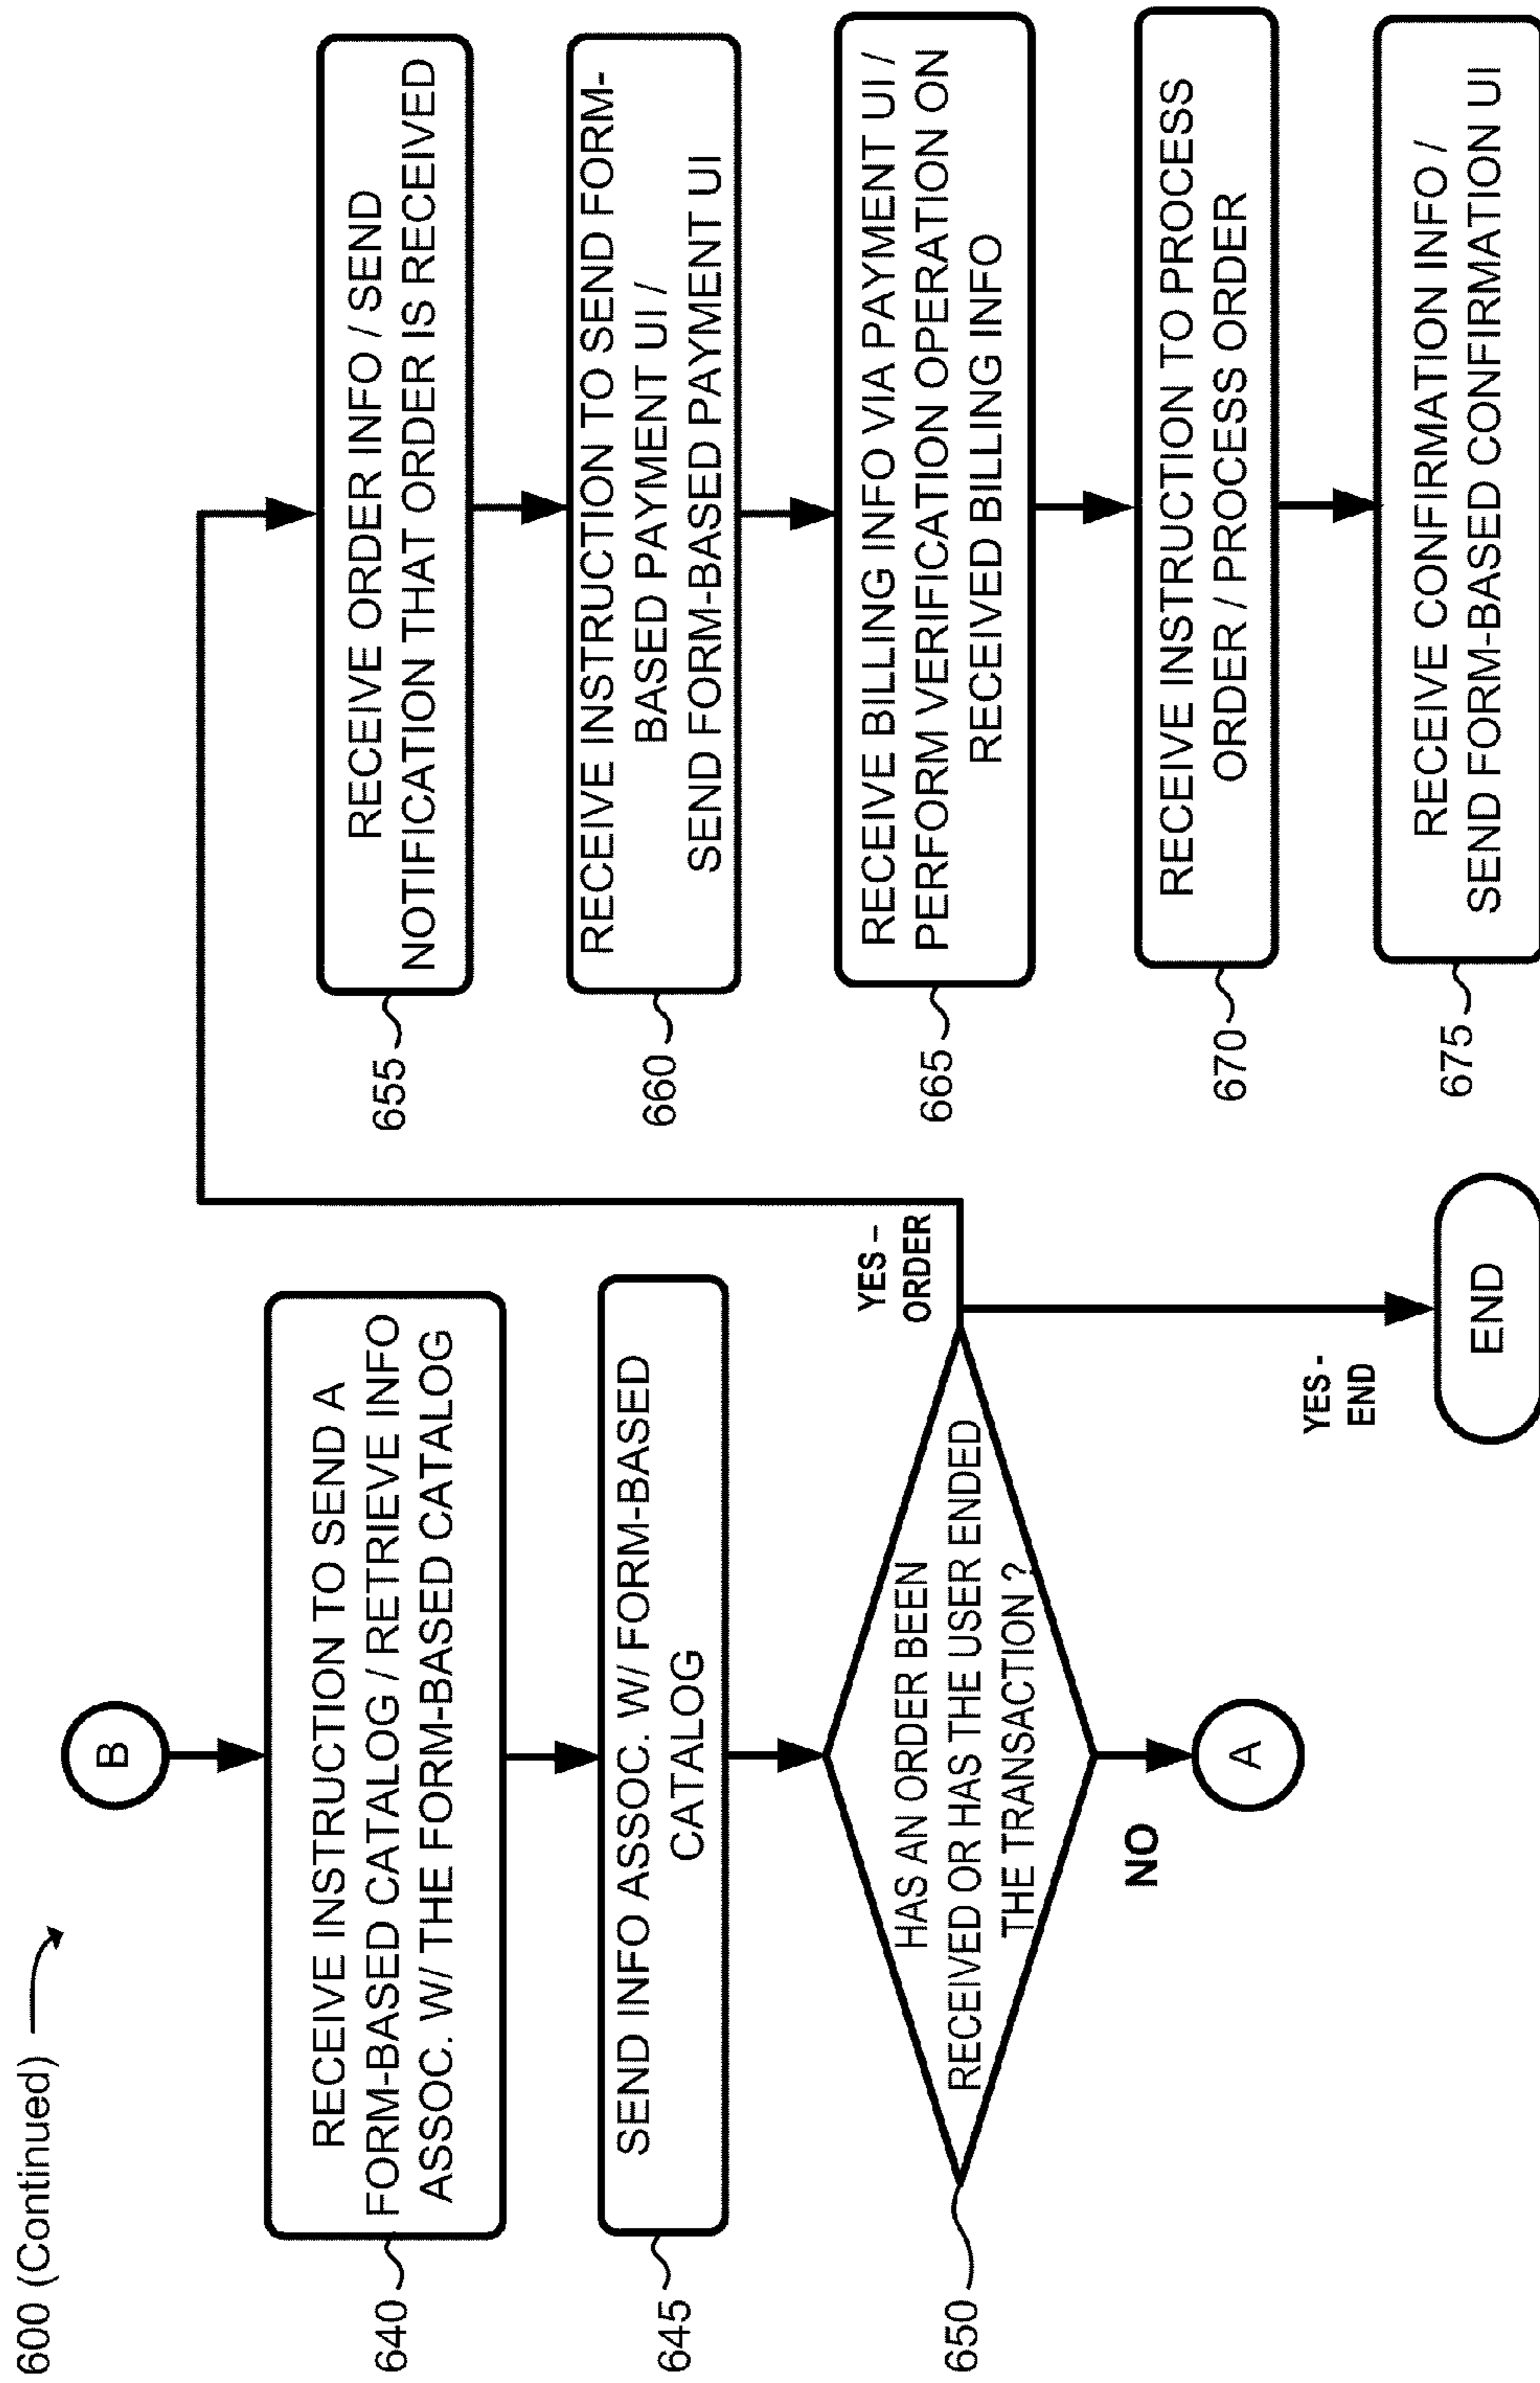 600 (Continued)
B
RECEIVE INSTRUCTION TO SEND A
FORM-BASED CATALOG / RETRIEVE INFO
ASSOC. W/ THE FORM-BASED CATALOG
640
SEND INFO ASSOC. W/ FORM-BASED
CATALOG
645
HAS AN ORDER BEEN
RECEIVED OR HAS THE USER ENDED
THE TRANSACTION ?
650
NO
A
YES –
ORDER
YES -
END
END
RECEIVE ORDER INFO / SEND
NOTIFICATION THAT ORDER IS RECEIVED
655
RECEIVE INSTRUCTION TO SEND FORM-
BASED PAYMENT UI /
SEND FORM-BASED PAYMENT UI
660
RECEIVE BILLING INFO VIA PAYMENT UI /
PERFORM VERIFICATION OPERATION ON
RECEIVED BILLING INFO
665
RECEIVE INSTRUCTION TO PROCESS
ORDER / PROCESS ORDER
670
RECEIVE CONFIRMATION INFO /
SEND FORM-BASED CONFIRMATION UI
675